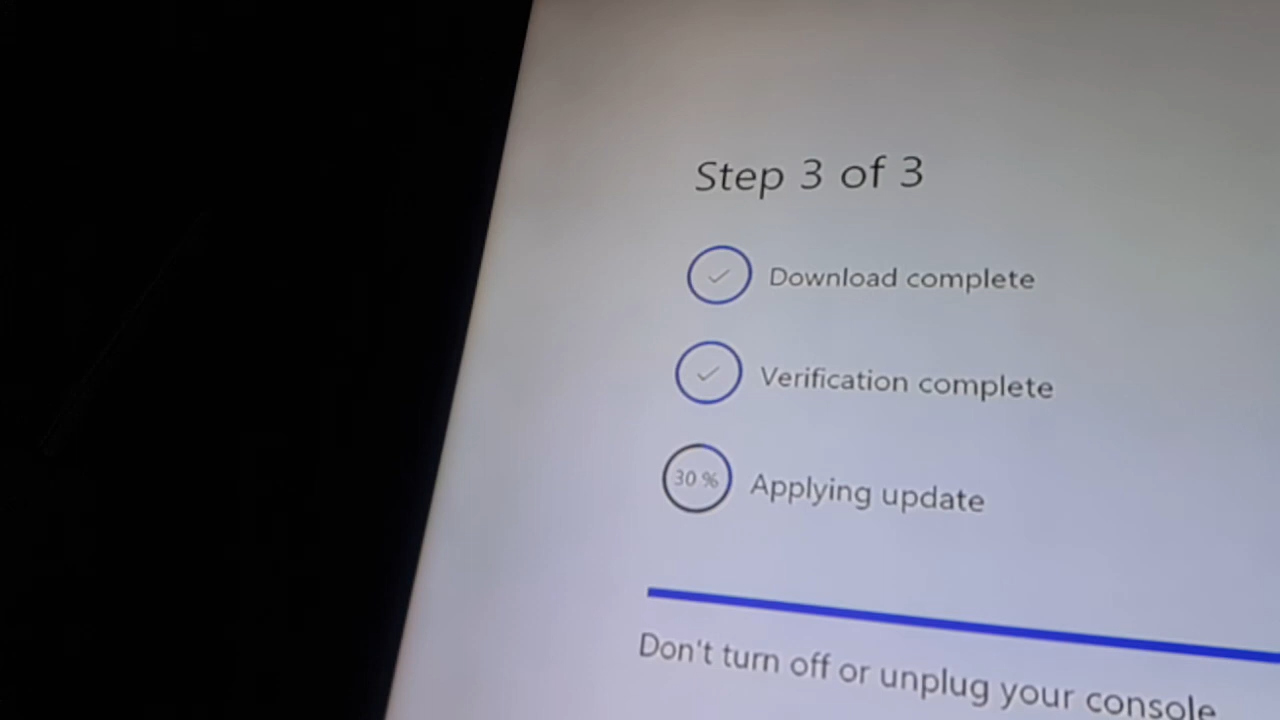 Step 3 of 3
Download complete
Verification complete
30 % Applying update
Don't turn off or unplug your console